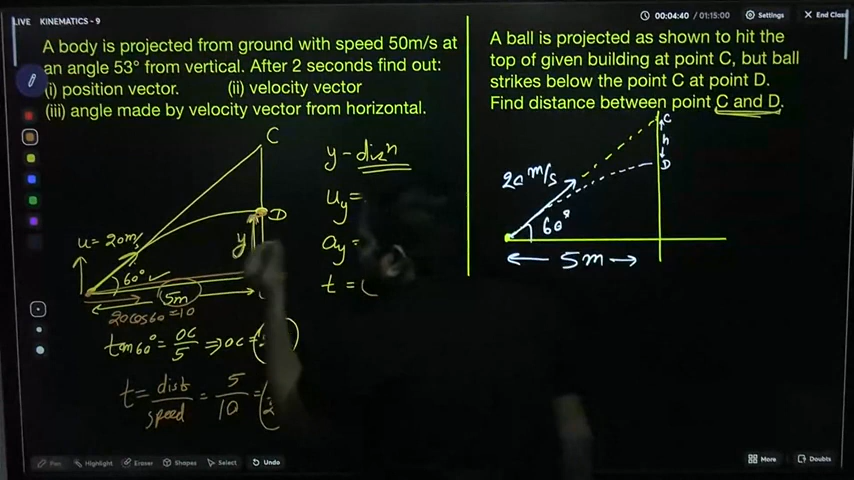 LIVE KINEMATICS - 9
00:04:40 / 01:15:00 Settings End Class
A body is projected from ground with speed 50m/s at
an angle 53° from vertical. After 2 seconds find out:
(i) position vector. (ii) velocity vector
(iii) angle made by velocity vector from horizontal.
A ball is projected as shown to hit the
top of given building at point C, but ball
strikes below the point C at point D.
Find distance between point C and D.
C
D
y
u = 20m/s
60°
5m
20cos60=10
tan60° = OC/5 ⇒ OC =
t = dist/speed = 5/10 =
y - dirn
uy =
ay =
t =
C
h
D
20 m/s
60°
5m
Pen Highlight Eraser Shapes Select Undo
More Doubts